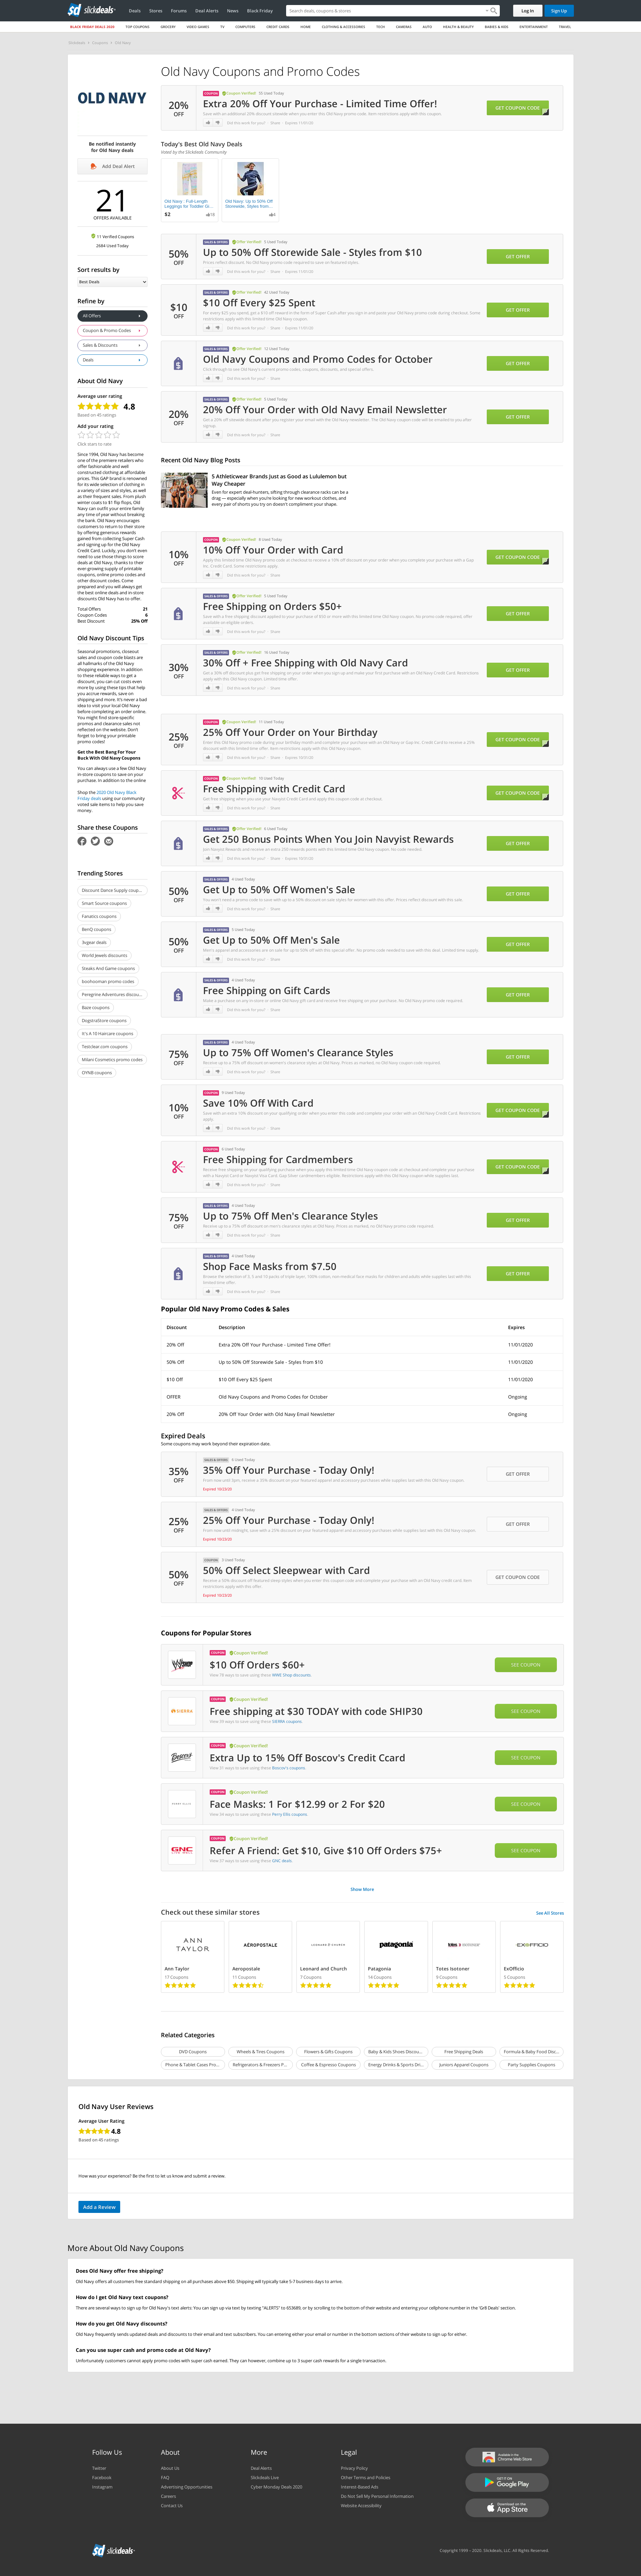 slickdeals
Deals
Stores
Forums
Deal Alerts
News
Black Friday
Search deals, coupons & stores
Log In
Sign Up
BLACK FRIDAY DEALS 2020
TOP COUPONS
GROCERY
VIDEO GAMES
TV
COMPUTERS
CREDIT CARDS
HOME
CLOTHING & ACCESSORIES
TECH
CAMERAS
AUTO
HEALTH & BEAUTY
BABIES & KIDS
ENTERTAINMENT
TRAVEL
Slickdeals > Coupons > Old Navy
OLD NAVY
Be notified instantly
for Old Navy deals
Add Deal Alert
21
OFFERS AVAILABLE
11 Verified Coupons
2684 Used Today
Sort results by
Best Deals
Refine by
All Offers
Coupon & Promo Codes
Sales & Discounts
Deals
About Old Navy
Average user rating
4.8
Based on 45 ratings
Add your rating
Click stars to rate
Since 1994, Old Navy has become
one of the premiere retailers who
offer fashionable and well
constructed clothing at affordable
prices. This GAP brand is renowned
for its wide selection of clothing in
a variety of sizes and styles, as well
as their frequent sales. From plush
winter coats to $1 flip flops, Old
Navy can outfit your entire family
any time of year without breaking
the bank. Old Navy encourages
customers to return to their store
by offering generous rewards
gained from collecting Super Cash
and signing up for the Old Navy
Credit Card. Luckily, you don't even
need to use those things to score
deals at Old Navy, thanks to their
ever-growing supply of printable
coupons, online promo codes and
other discount codes. Come
prepared and you will always get
the best online deals and in-store
discounts Old Navy has to offer.
Total Offers 21
Coupon Codes 6
Best Discount 25% Off
Old Navy Discount Tips
Seasonal promotions, closeout
sales and coupon code blasts are
all hallmarks of the Old Navy
shopping experience. In addition
to these reliable ways to get a
discount, you can cut costs even
more by using these tips that help
you accrue rewards, save on
shipping and more. It's never a bad
idea to visit your local Old Navy
before completing an order online.
You might find store-specific
promos and clearance sales not
reflected on the website. Don't
forget to bring your printable
promo codes!
Get the Best Bang For Your
Buck With Old Navy Coupons
You can always use a few Old Navy
in-store coupons to save on your
purchase. In addition to the online
Shop the 2020 Old Navy Black
Friday deals using our community
voted sale items to help you save
money.
Share these Coupons
Trending Stores
Discount Dance Supply coup...
Smart Source coupons
Fanatics coupons
BenQ coupons
Itsgear deals
World Jewels discounts
Steaks And Game coupons
boohooman promo codes
Peregrine Adventures discou...
Baze coupons
DogstraStore coupons
It's A 10 Haircare coupons
Testclear.com coupons
Milani Cosmetics promo codes
OYNB coupons
Old Navy Coupons and Promo Codes
20% OFF
COUPON Coupon Verified! 55 Used Today
Extra 20% Off Your Purchase - Limited Time Offer!
Save with an additional 20% discount sitewide when you enter this Old Navy promo code. Item restrictions apply with this coupon.
Did this work for you? Share Expires 11/01/20
GET COUPON CODE
Today's Best Old Navy Deals
Voted by the Slickdeals Community
Old Navy: Full-Length
Leggings for Toddler Gi...
$2
15
Old Navy: Up to 50% Off
Storewide, Styles from...
50% OFF
SALES & OFFERS Offer Verified! 5 Used Today
Up to 50% Off Storewide Sale - Styles from $10
Prices reflect discount. No Old Navy promo code required to save on featured styles.
Did this work for you? Share Expires 11/01/20
GET OFFER
$10 OFF
SALES & OFFERS Offer Verified! 42 Used Today
$10 Off Every $25 Spent
For every $25 you spend, get a $10 off reward in the form of Super Cash after you sign in and update your Old Navy promo code during checkout. Some
restrictions apply with this limited time Old Navy coupon.
Did this work for you? Share Expires 11/01/20
GET OFFER
SALES & OFFERS Offer Verified! 12 Used Today
Old Navy Coupons and Promo Codes for October
Click through to see Old Navy's current promo codes, coupons, discounts, and special offers.
Did this work for you? Share
GET OFFER
20% OFF
SALES & OFFERS Offer Verified! 5 Used Today
20% Off Your Order with Old Navy Email Newsletter
Get a 20% off sitewide discount after you register your email with the Old Navy newsletter. The Old Navy coupon code will be emailed to you after
signup.
Did this work for you? Share
GET OFFER
Recent Old Navy Blog Posts
5 Athleticwear Brands Just as Good as Lululemon but
Way Cheaper
Even for expert deal-hunters, sifting through clearance racks can be a
drag — especially when you're looking for new workout clothes, and
every pair of shorts you try on doesn't compliment your shape.
10% OFF
COUPON Coupon Verified! 8 Used Today
10% Off Your Order with Card
Apply this limited time Old Navy promo code at checkout to receive a 10% off discount on your order when you complete your purchase with a Gap
Inc. Credit Card. Some restrictions apply.
Did this work for you? Share
GET COUPON CODE
SALES & OFFERS Offer Verified! 5 Used Today
Free Shipping on Orders $50+
Save with a free shipping discount applied to your purchase of $50 or more with this limited time Old Navy coupon. No promo code required, offer
available on eligible orders.
Did this work for you? Share
GET OFFER
30% OFF
SALES & OFFERS Offer Verified! 10 Used Today
30% Off + Free Shipping with Old Navy Card
Get a 30% off discount plus get free shipping on your order when you sign up and make your first purchase with an Old Navy Credit Card. Restrictions
apply with this Old Navy coupon. Limited time offer
Did this work for you? Share
GET OFFER
25% OFF
COUPON Coupon Verified! 11 Used Today
25% Off Your Order on Your Birthday
Enter this Old Navy promo code during your birthday month and complete your purchase with an Old Navy or Gap Inc. Credit Card to receive a 25%
discount with this limited time offer. Item restrictions apply with this Old Navy coupon.
Did this work for you? Share
GET COUPON CODE
COUPON Coupon Verified! 10 Used Today
Free Shipping with Credit Card
Get free shipping when you use your Navyist Credit Card and apply this coupon code at checkout.
Did this work for you? Share
GET COUPON CODE
SALES & OFFERS Offer Verified! 6 Used Today
Get 250 Bonus Points When You Join Navyist Rewards
Join Navyist Rewards and receive an extra 250 rewards points with this limited time Old Navy coupon. No code needed.
Did this work for you? Share
GET OFFER
50% OFF
SALES & OFFERS 4 Used Today
Get Up to 50% Off Women's Sale
You won't need a promo code to save with up to a 50% discount on sale styles for women with this offer. Prices reflect discount with this sale.
Did this work for you? Share
GET OFFER
50% OFF
SALES & OFFERS 5 Used Today
Get Up to 50% Off Men's Sale
Men's apparel and accessories are on sale for up to 50% off with this special offer. No promo code needed to save with this deal. Limited time supply.
Did this work for you? Share
GET OFFER
SALES & OFFERS 4 Used Today
Free Shipping on Gift Cards
Make a purchase on any in-store or online Old Navy gift card and receive free shipping on your purchase. No Old Navy promo code required.
Did this work for you? Share
GET OFFER
75% OFF
SALES & OFFERS 4 Used Today
Up to 75% Off Women's Clearance Styles
Receive up to a 75% off discount on women's clearance styles at Old Navy. Prices as marked, no Old Navy coupon code required.
Did this work for you? Share
GET OFFER
10% OFF
COUPON 6 Used Today
Save 10% Off With Card
Save with an extra 10% discount on your qualifying order when you enter this code and complete your order with an Old Navy Credit Card. Restrictions
apply.
Did this work for you? Share
GET COUPON CODE
COUPON 6 Used Today
Free Shipping for Cardmembers
Receive free shipping on your qualifying purchase when you apply this limited time Old Navy coupon code at checkout and complete your purchase
with a Navyist Card or Navyist Visa Card. Gap Silver cardmembers eligible. Restrictions apply with this Old Navy coupon while supplies last.
Did this work for you? Share
GET COUPON CODE
75% OFF
SALES & OFFERS 4 Used Today
Up to 75% Off Men's Clearance Styles
Receive up to a 75% off discount on men's clearance styles at Old Navy. Prices as marked, no Old Navy promo code required.
Did this work for you? Share
GET OFFER
SALES & OFFERS 4 Used Today
Shop Face Masks from $7.50
Browse the selection of 3, 5 and 10 packs of triple layer, 100% cotton, non-medical face masks for children and adults while supplies last with this
limited time offer.
Did this work for you? Share
GET OFFER
Popular Old Navy Promo Codes & Sales
Discount Description Expires
20% Off Extra 20% Off Your Purchase - Limited Time Offer! 11/01/2020
50% Off Up to 50% Off Storewide Sale - Styles from $10 11/01/2020
$10 Off $10 Off Every $25 Spent 11/01/2020
OFFER Old Navy Coupons and Promo Codes for October Ongoing
20% Off 20% Off Your Order with Old Navy Email Newsletter Ongoing
Expired Deals
Some coupons may work beyond their expiration date.
35% OFF
SALES & OFFERS 6 Used Today
35% Off Your Purchase - Today Only!
From now until 5pm, receive a 35% discount on your featured apparel and accessory purchases while supplies last with this Old Navy coupon.
Expired 10/23/20
GET OFFER
25% OFF
SALES & OFFERS 4 Used Today
25% Off Your Purchase - Today Only!
From now until midnight, save with a 25% discount on your featured apparel and accessory purchases while supplies last with this Old Navy coupon.
Expired 10/23/20
GET OFFER
50% OFF
COUPON 3 Used Today
50% Off Select Sleepwear with Card
Receive a 50% discount off featured sleep styles when you enter this coupon code and complete your purchase with an Old Navy credit card. Item
restrictions apply with this offer.
Expired 10/23/20
GET COUPON CODE
Coupons for Popular Stores
COUPON Coupon Verified!
$10 Off Orders $60+
View 78 ways to save using these WWE Shop discounts.
SEE COUPON
SIERRA
COUPON Coupon Verified!
Free shipping at $30 TODAY with code SHIP30
View 34 ways to save using these SIERRA coupons.
SEE COUPON
Boscov's
COUPON Coupon Verified!
Extra Up to 15% Off Boscov's Credit Ccard
View 51 ways to save using these Boscov's coupons.
SEE COUPON
PERRY ELLIS
COUPON Coupon Verified!
Face Masks: 1 For $12.99 or 2 For $20
View 34 ways to save using these Perry Ellis coupons.
SEE COUPON
GNC
COUPON Coupon Verified!
Refer A Friend: Get $10, Give $10 Off Orders $75+
View 37 ways to save using these GNC deals.
SEE COUPON
Show More
Check out these similar stores
See All Stores
ANN
TAYLOR
Ann Taylor
17 Coupons
AÉROPOSTALE
Aeropostale
11 Coupons
LEONARD & CHURCH
Leonard and Church
7 Coupons
patagonia
Patagonia
14 Coupons
totes ISOTONER
Totes Isotoner
9 Coupons
EXOFFICIO
ExOfficio
5 Coupons
Related Categories
DVD Coupons
Wheels & Tires Coupons
Flowers & Gifts Coupons
Baby & Kids Shoes Discou...
Free Shipping Deals
Formula & Baby Food Disc...
Phone & Tablet Cases Pro...
Refrigerators & Freezers P...
Coffee & Espresso Coupons
Energy Drinks & Sports Dri...
Juniors Apparel Coupons
Party Supplies Coupons
Old Navy User Reviews
Average User Rating
4.8
Based on 45 ratings
How was your experience? Be the first to let us know and submit a review.
Add a Review
More About Old Navy Coupons
Does Old Navy offer free shipping?
Old Navy offers all customers free standard shipping on all purchases above $50. Shipping will typically take 5-7 business days to arrive.
How do I get Old Navy text coupons?
There are several ways to sign up for Old Navy's text alerts: You can sign up via text by texting "ALERTS" to 653689, or by scrolling to the bottom of their website and entering your cellphone number in the 'Gr8 Deals' section.
How do you get Old Navy discounts?
Old Navy frequently sends updated deals and discounts to their email and text subscribers. You can entering either your email or number in the bottom sections of their website to sign up for either.
Can you use super cash and promo code at Old Navy?
Unfortunately customers cannot apply promo codes with super cash earned. They can however, combine up to 3 super cash rewards for a single transaction.
Follow Us
Twitter
Facebook
Instagram
About
About Us
FAQ
Advertising Opportunities
Careers
Contact Us
More
Deal Alerts
Slickdeals Live
Cyber Monday Deals 2020
Legal
Privacy Policy
Other Terms and Policies
Interest-Based Ads
Do Not Sell My Personal Information
Website Accessibility
Available in the
Chrome Web Store
GET IT ON
Google Play
Download on the
App Store
slickdeals
Copyright 1999 - 2020. Slickdeals, LLC. All Rights Reserved.